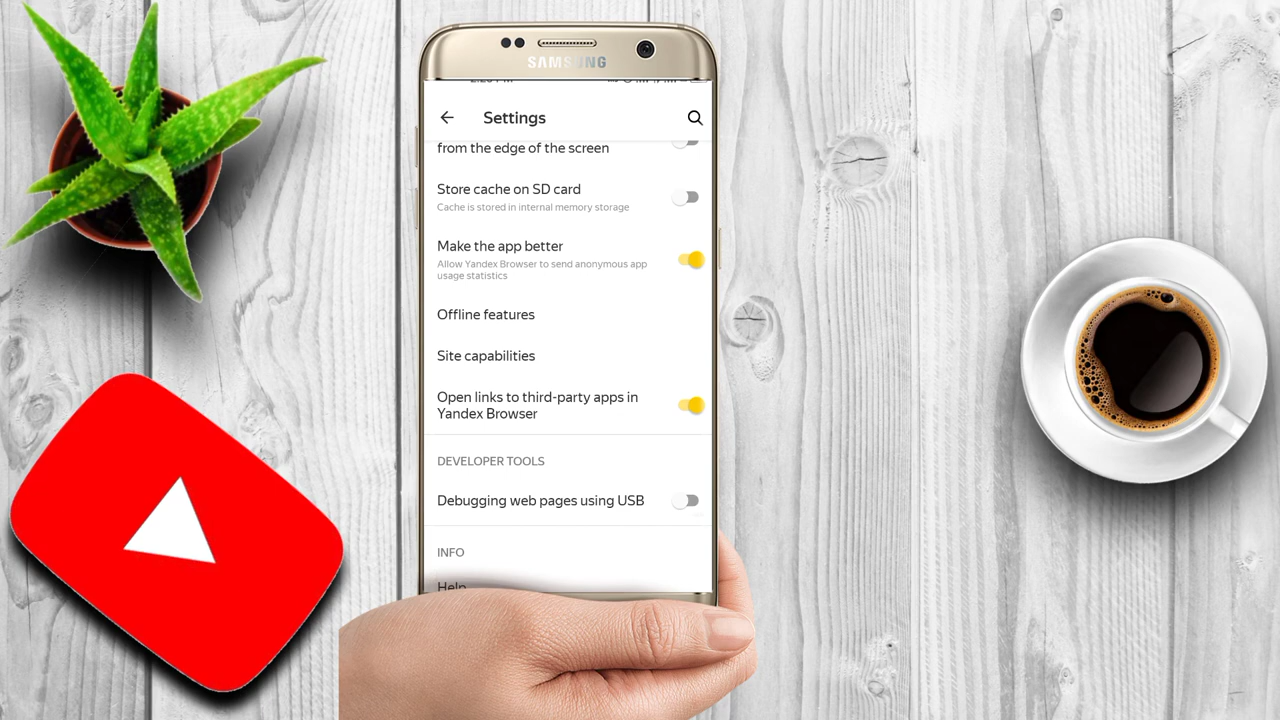 SAMSUNG
Settings
from the edge of the screen
Store cache on SD card
Cache is stored in internal memory storage
Make the app better
Allow Yandex Browser to send anonymous app
usage statistics
Offline features
Site capabilities
Open links to third-party apps in
Yandex Browser
DEVELOPER TOOLS
Debugging web pages using USB
INFO
Help